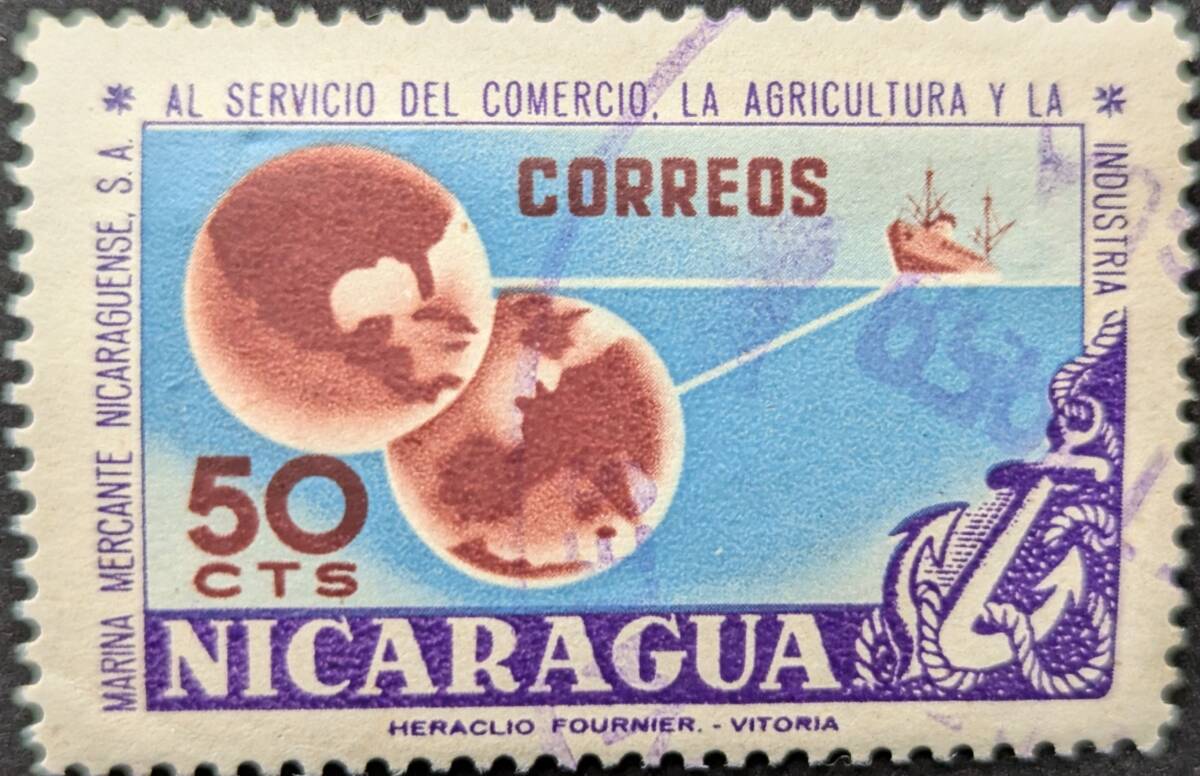 AL SERVICIO DEL COMERCIO, LA AGRICULTURA Y LA
INDUSTRIA
MARINA MERCANTE NICARAGUENSE, S. A.
CORREOS
50
CTS
NICARAGUA
HERACLIO FOURNIER. - VITORIA